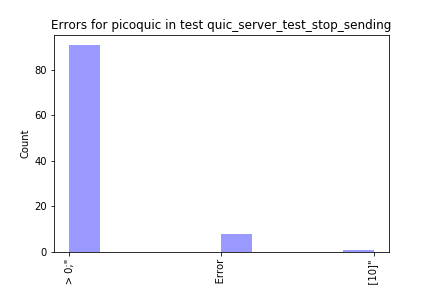 Errors for picoquic in test quic_server_test_stop_sending
80
60
40
20
0
Count
> 0;"
Error
[10]"